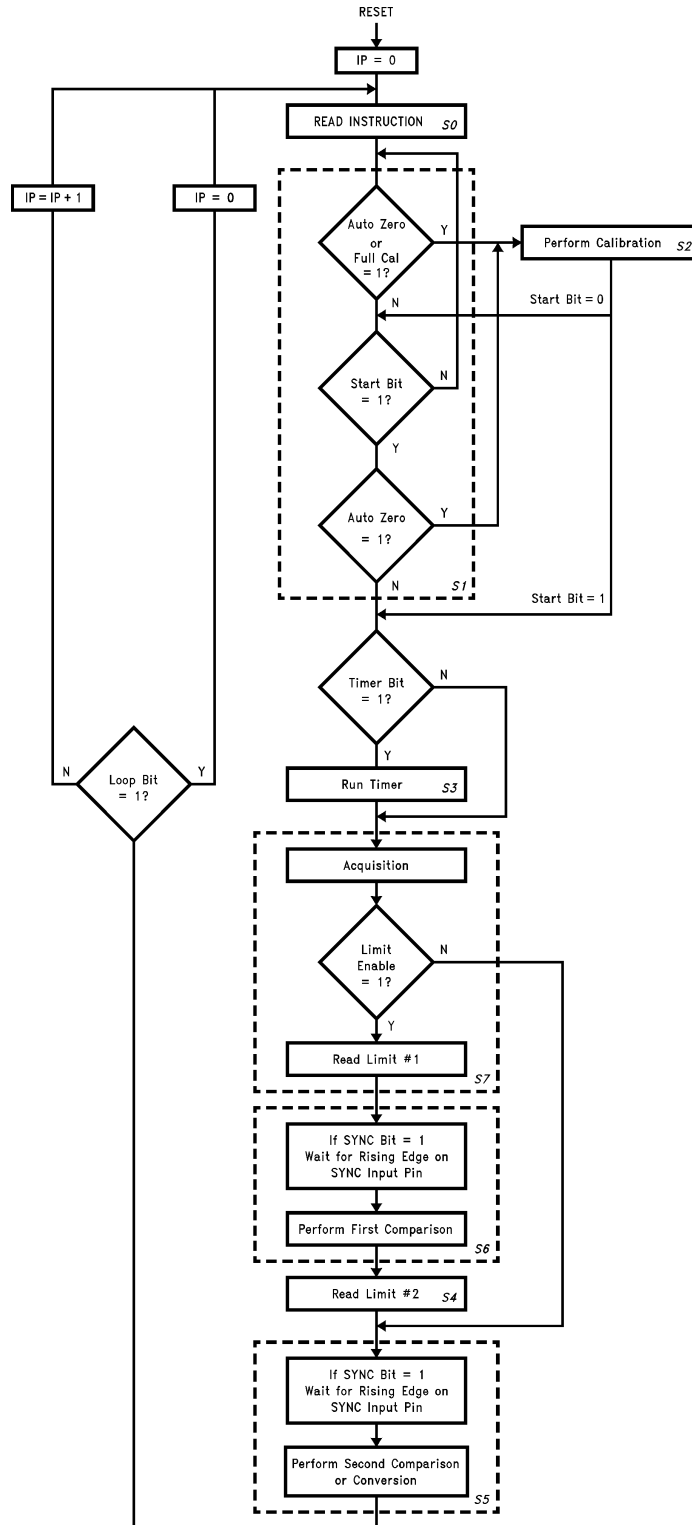 RESET
IP = 0
READ INSTRUCTION
S0
IP = IP + 1
IP = 0
Auto Zero
or
Full Cal
= 1?
Y
N
Perform Calibration
S2
Start Bit = 0
Start Bit
= 1?
N
Y
Auto Zero
= 1?
Y
N
S1
Start Bit = 1
Timer Bit
= 1?
N
Y
Loop Bit
= 1?
N
Y
Run Timer
S3
Acquisition
Limit
Enable
= 1?
N
Y
Read Limit #1
S7
If SYNC Bit = 1
Wait for Rising Edge on
SYNC Input Pin
Perform First Comparison
S6
Read Limit #2
S4
If SYNC Bit = 1
Wait for Rising Edge on
SYNC Input Pin
Perform Second Comparison
or Conversion
S5